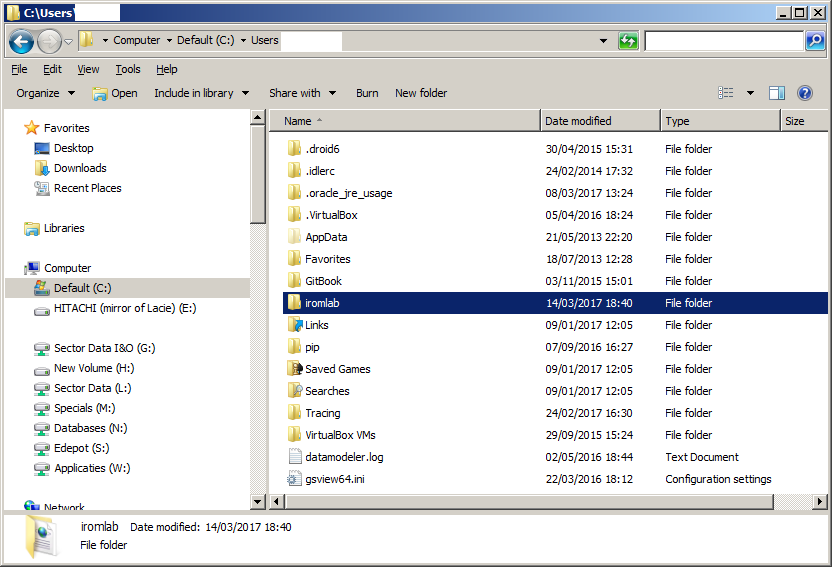 C:\Users\
Computer Default (C:) Users
File Edit View Tools Help
Organize Open Include in library Share with Burn New folder
Favorites
Desktop
Downloads
Recent Places
Libraries
Computer
Default (C:)
HITACHI (mirror of Lacie) (E:)
Sector Data I&O (G:)
New Volume (H:)
Sector Data (L:)
Specials (M:)
Databases (N:)
Edepot (S:)
Applicaties (W:)
Network
Name Date modified Type Size
.droid6 30/04/2015 15:31 File folder
.idlerc 24/02/2014 17:32 File folder
.oracle_jre_usage 08/03/2017 13:24 File folder
.VirtualBox 05/04/2016 18:24 File folder
AppData 21/05/2013 22:20 File folder
Favorites 18/07/2013 12:28 File folder
GitBook 03/11/2015 15:01 File folder
iromlab 14/03/2017 18:40 File folder
Links 09/01/2017 12:05 File folder
pip 07/09/2016 16:27 File folder
Saved Games 09/01/2017 12:05 File folder
Searches 09/01/2017 12:05 File folder
Tracing 24/02/2017 16:30 File folder
VirtualBox VMs 29/09/2015 15:24 File folder
datamodeler.log 02/05/2016 18:44 Text Document
gsview64.ini 22/03/2016 18:12 Configuration settings
iromlab Date modified: 14/03/2017 18:40
File folder